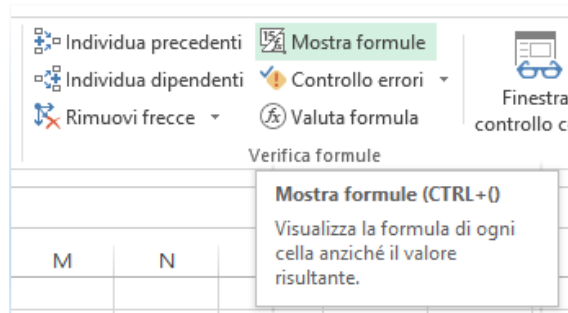 Individua precedenti
Mostra formule
Individua dipendenti
Controllo errori
Rimuovi frecce
Valuta formula
Finestra
controllo
Verifica formule
Mostra formule (CTRL+()
Visualizza la formula di ogni
cella anziché il valore
risultante.
M
N